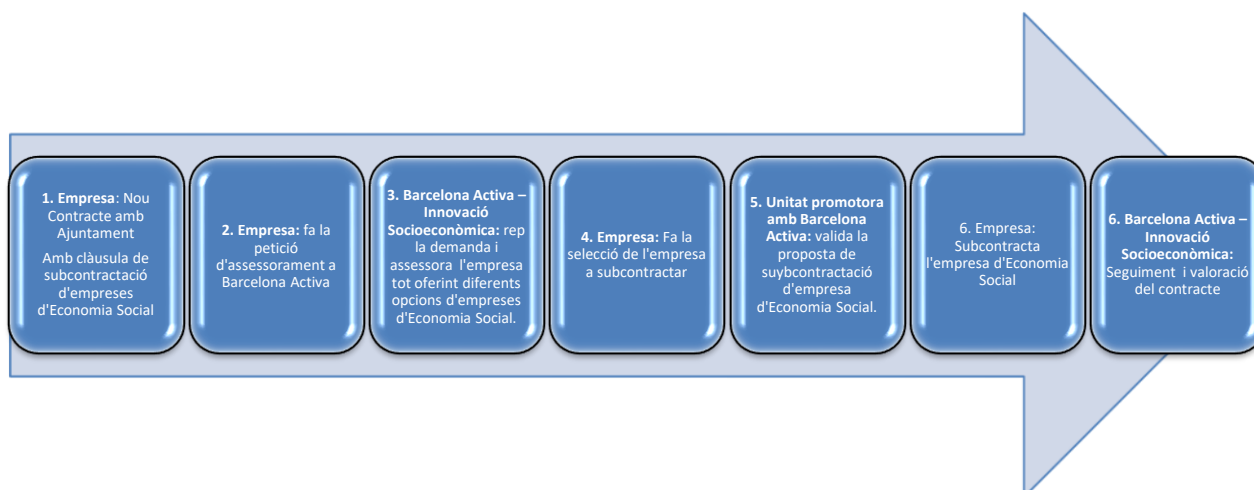 1. Empresa: Nou
Contracte amb
Ajuntament
Amb clàusula de
subcontractació
d'empreses
d'Economia Social
2. Empresa: fa la
petició
d'assessorament a
Barcelona Activa
3. Barcelona Activa –
Innovació
Socioeconòmica: rep
la demanda i
assessora l'empresa
tot oferint diferents
opcions d'empreses
d'Economia Social.
4. Empresa: Fa la
selecció de l'empresa
a subcontractar
5. Unitat promotora
amb Barcelona
Activa: valida la
proposta de
suybcontractació
d'empresa
d'Economia Social.
6. Empresa:
Subcontracta
l'empresa d'Economia
Social
6. Barcelona Activa –
Innovació
Socioeconòmica:
Seguiment i valoració
del contracte